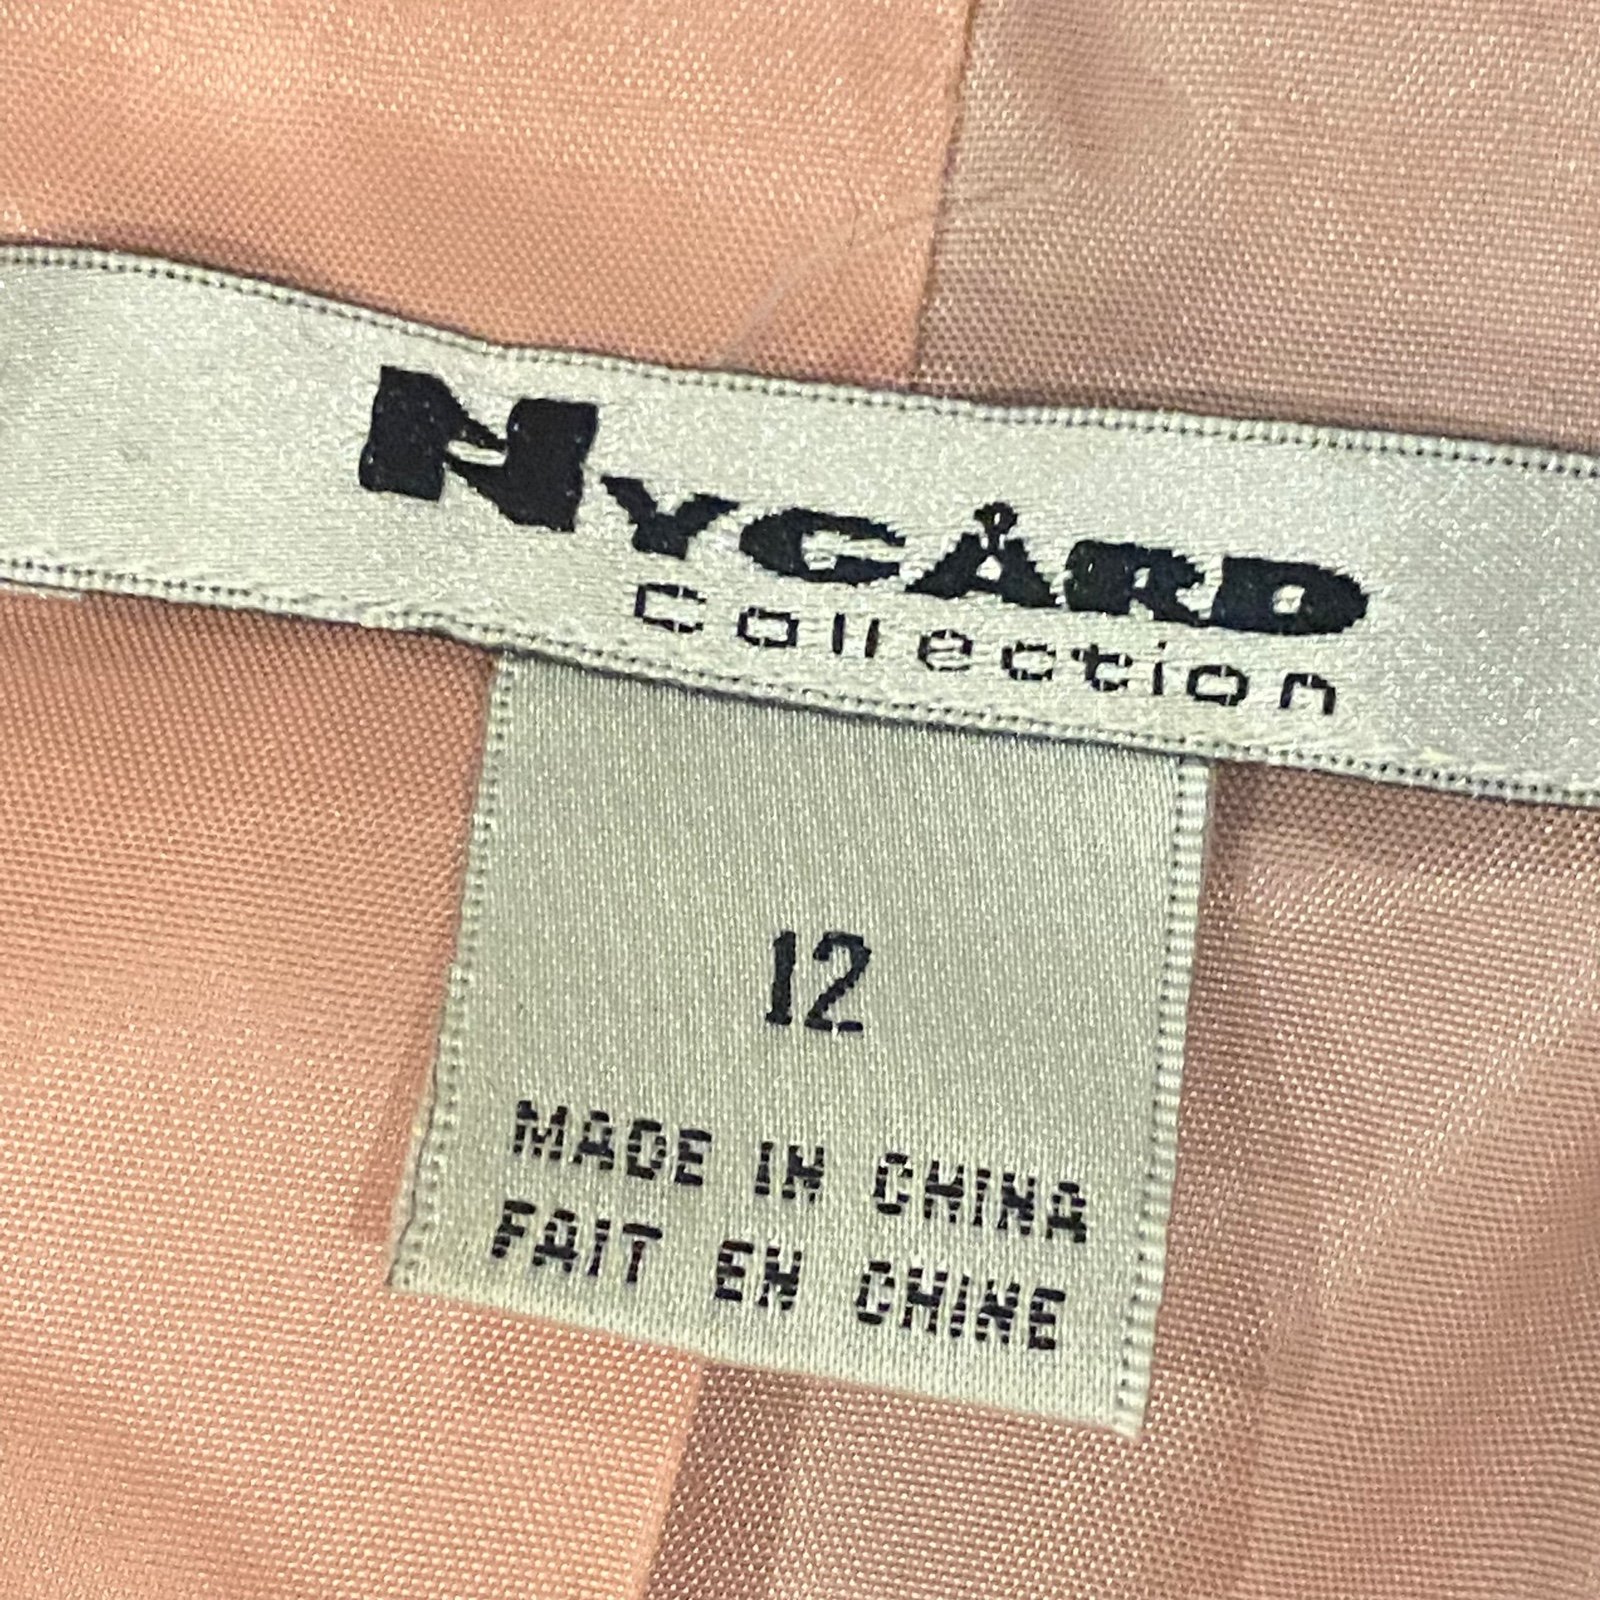 NYGÅRD
Collection
12
MADE IN CHINA
FAIT EN CHINE